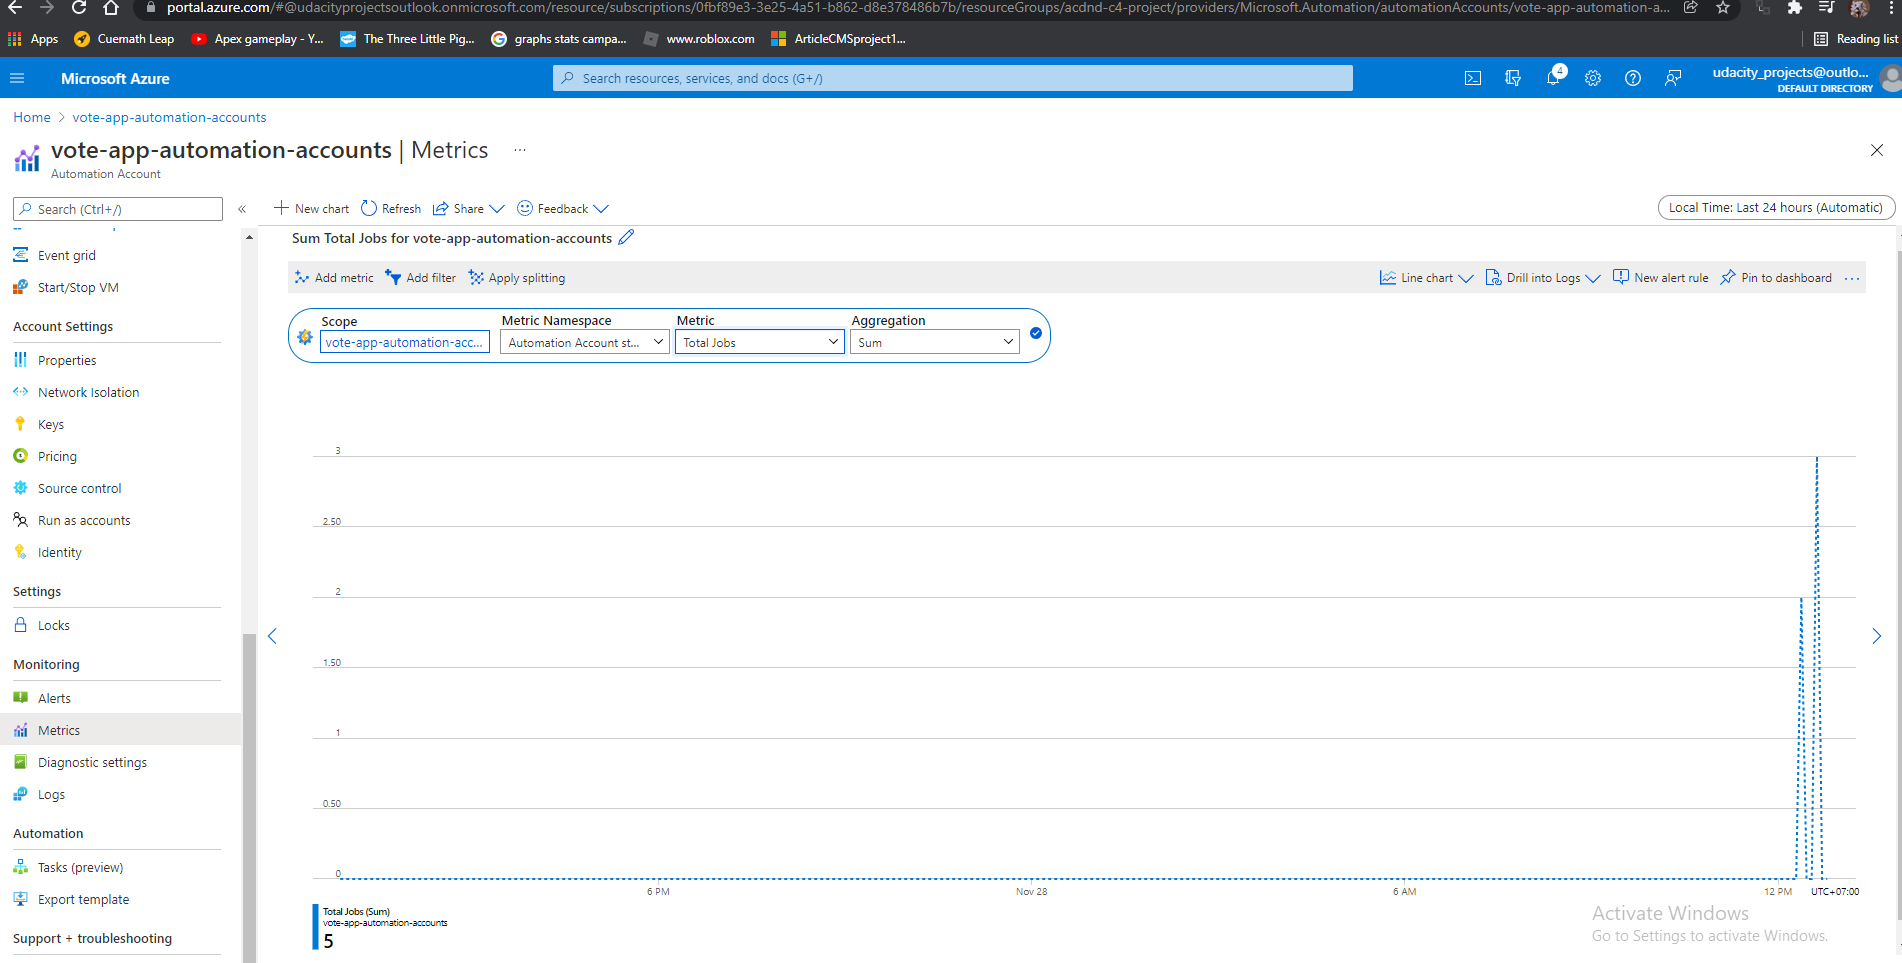 portal.azure.com/#@udacityprojectsoutlook.onmicrosoft.com/resource/subscriptions/0fbf89e3-3e25-4a51-b862-d8e378486b7b/resourceGroups/acdnd-c4-project/providers/Microsoft.Automation/automationAccounts/vote-app-automation-a...
Apps Cuemath Leap Apex gameplay - Y... The Three Little Pig... graphs stats campa... www.roblox.com ArticleCMSproject1... Reading list
Microsoft Azure Search resources, services, and docs (G+/) 4 udacity_projects@outlo...
DEFAULT DIRECTORY
Home > vote-app-automation-accounts
vote-app-automation-accounts | Metrics ...
Automation Account
Search (Ctrl+/) « New chart Refresh Share Feedback Local Time: Last 24 hours (Automatic)
Event grid
Start/Stop VM
Account Settings
Properties
Network Isolation
Keys
Pricing
Source control
Run as accounts
Identity
Settings
Locks
Monitoring
Alerts
Metrics
Diagnostic settings
Logs
Automation
Tasks (preview)
Export template
Support + troubleshooting
Sum Total Jobs for vote-app-automation-accounts
Add metric Add filter Apply splitting Line chart Drill into Logs New alert rule Pin to dashboard ...
Scope Metric Namespace Metric Aggregation
vote-app-automation-acc... Automation Account st... Total Jobs Sum
3
2.50
2
1.50
1
0.50
0
6 PM Nov 28 6 AM 12 PM UTC+07:00
Total Jobs (Sum)
vote-app-automation-accounts
5
Activate Windows
Go to Settings to activate Windows.